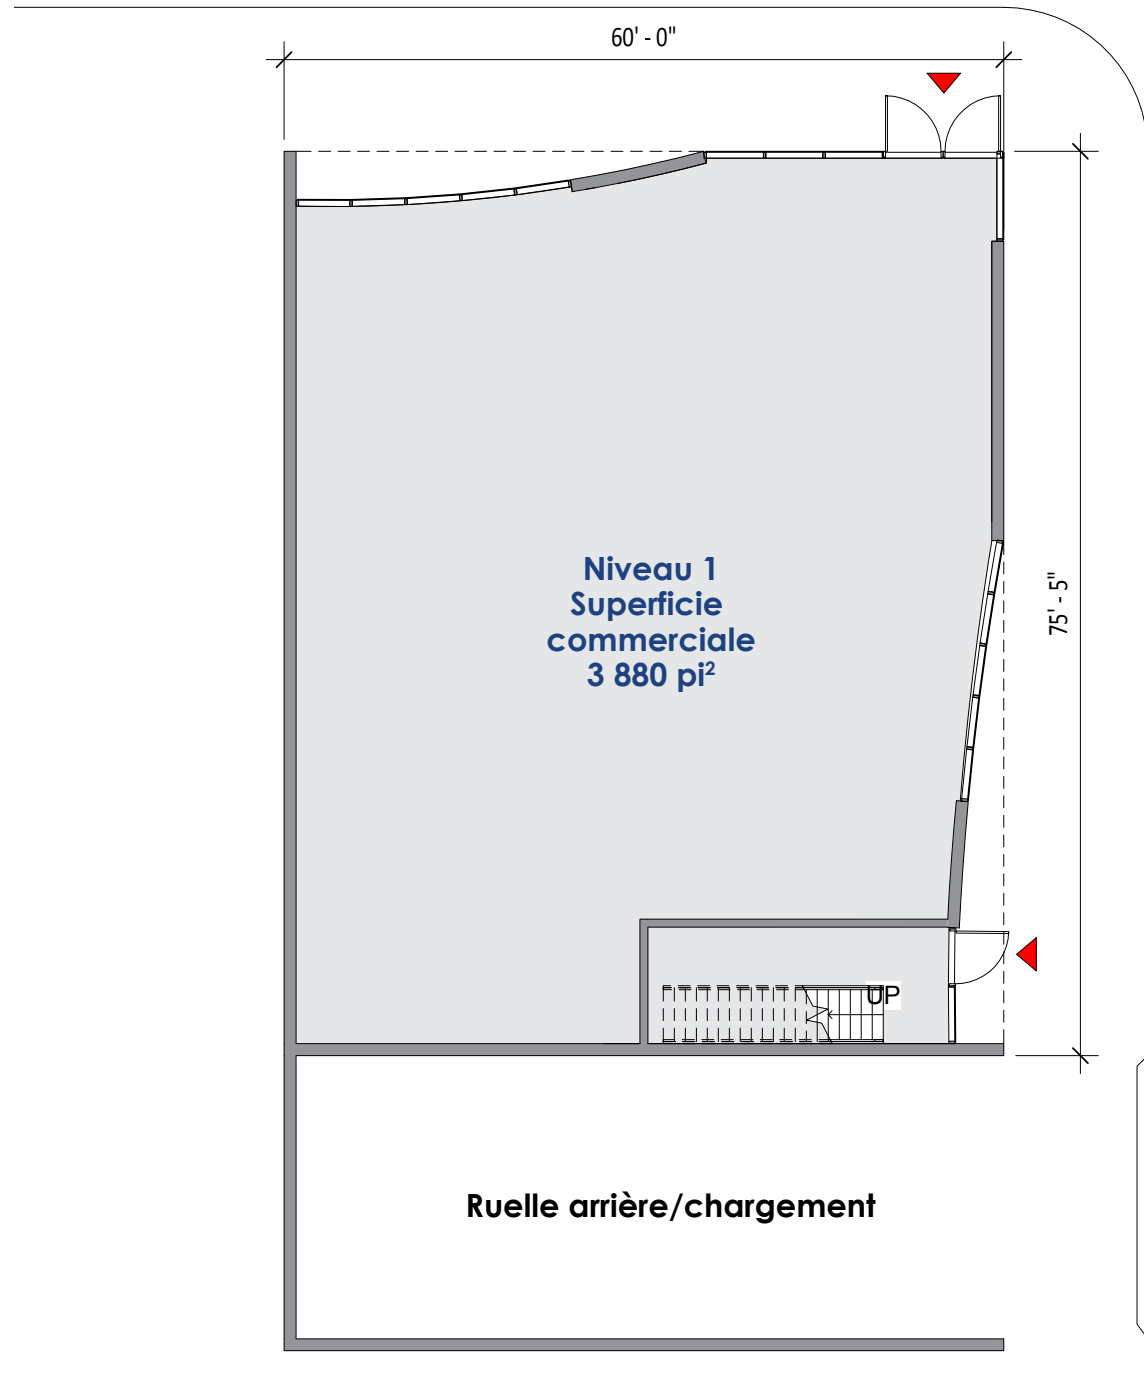 60' - 0"
Niveau 1
Superficie
commerciale
3 880 pi²
75' - 5"
UP
Ruelle arrière/chargement